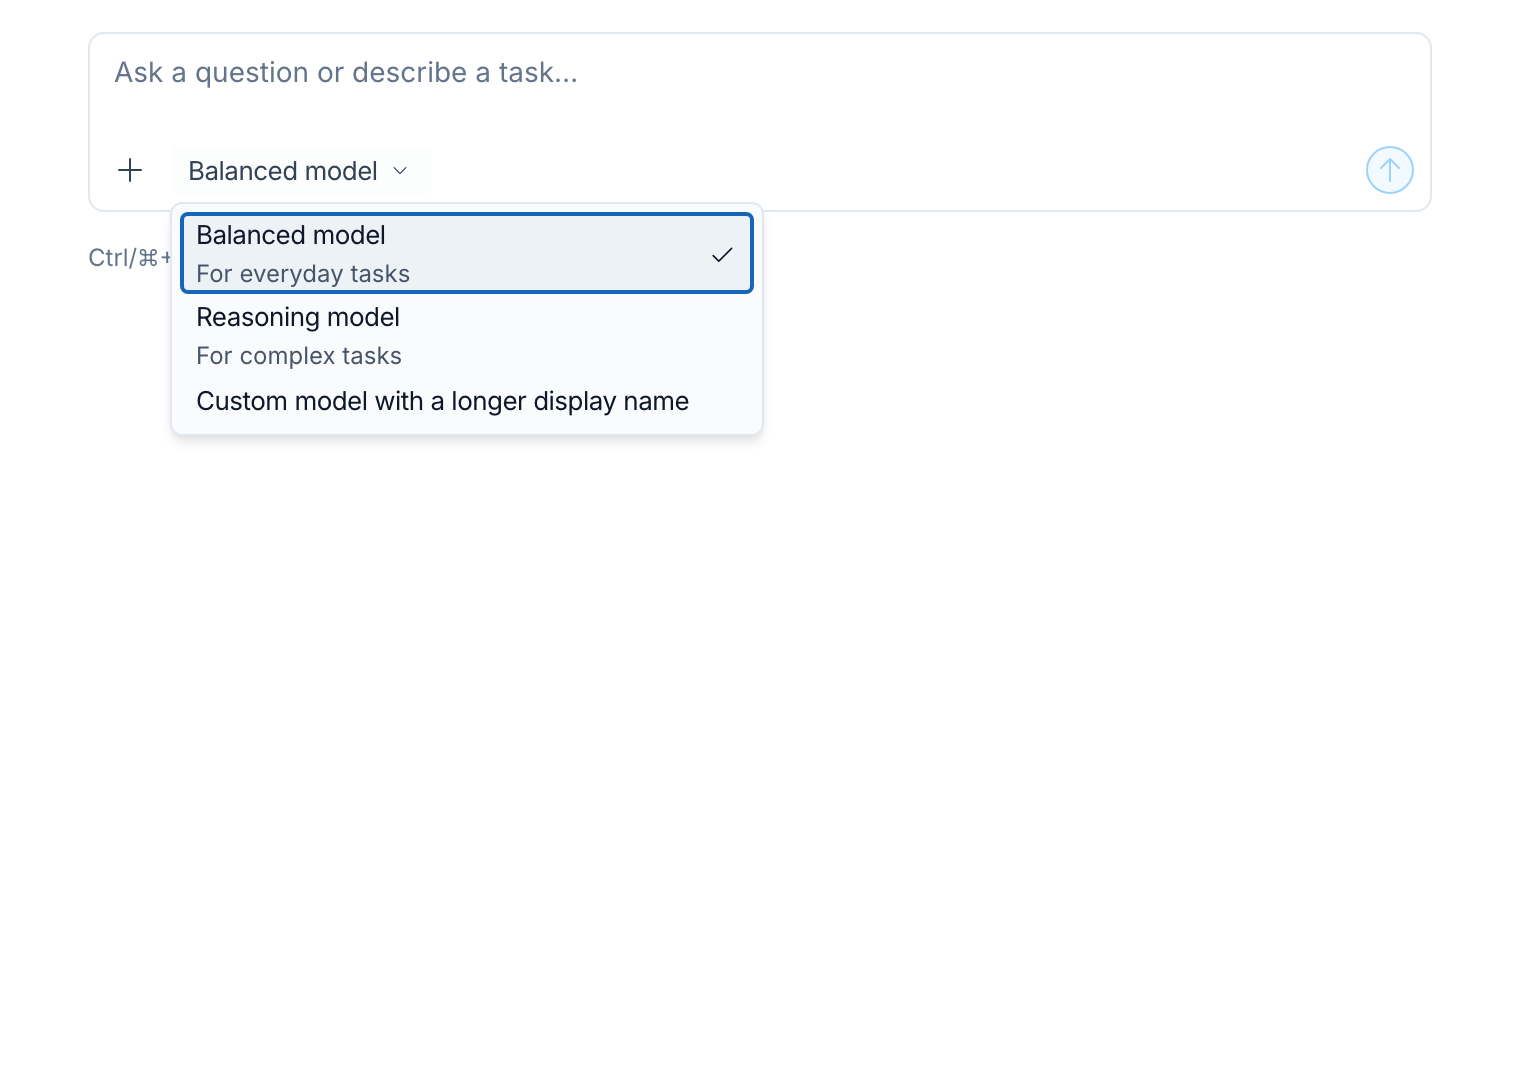 Ask a question or describe a task...
Balanced model
Ctrl/⌘+
Balanced model
For everyday tasks
Reasoning model
For complex tasks
Custom model with a longer display name